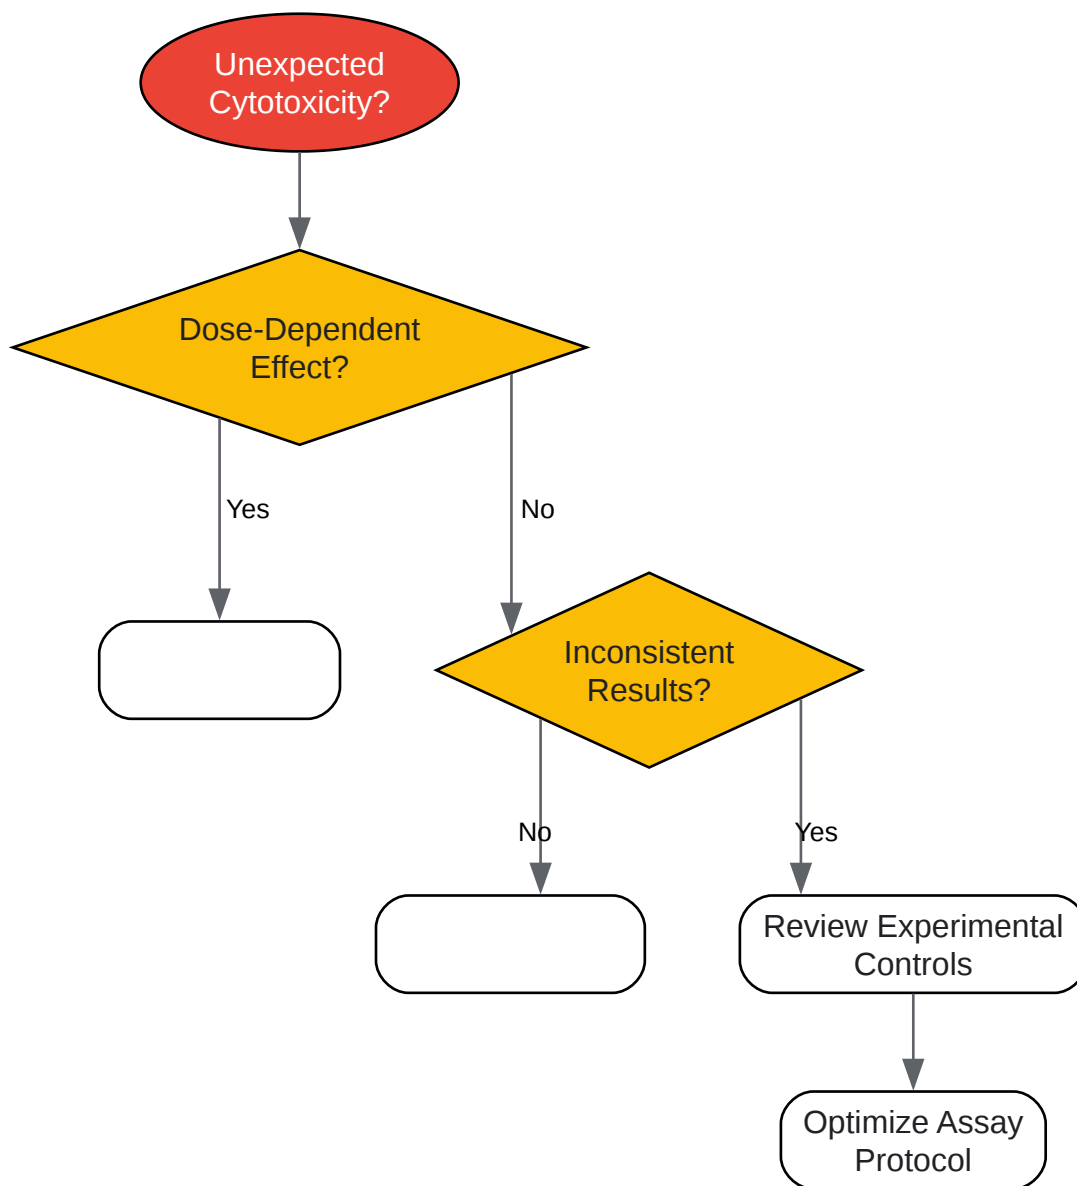 Unexpected
Cytotoxicity?
Dose-Dependent
Effect?
Yes
No
Inconsistent
Results?
No
Yes
Review Experimental
Controls
Optimize Assay
Protocol